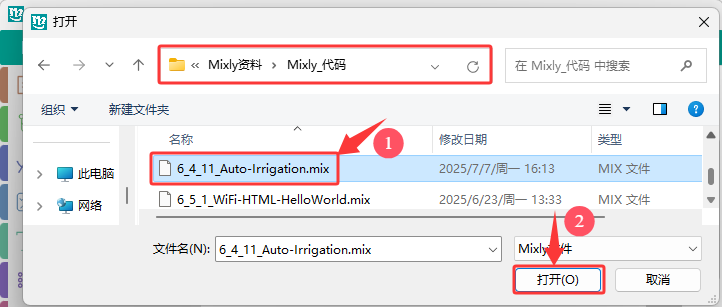 打开
Mixly资料 Mixly_代码
在 Mixly_代码 中搜索
组织 新建文件夹
名称 修改日期 类型
1
此电脑 6_4_11_Auto-Irrigation.mix 2025/7/7/周一 16:13 MIX 文件
网络 6_5_1_WiFi-HTML-HelloWorld.mix 2025/6/23/周一 13:33 MIX 文件
2
文件名(N): 6_4_11_Auto-Irrigation.mix Mixly文件
打开(O) 取消